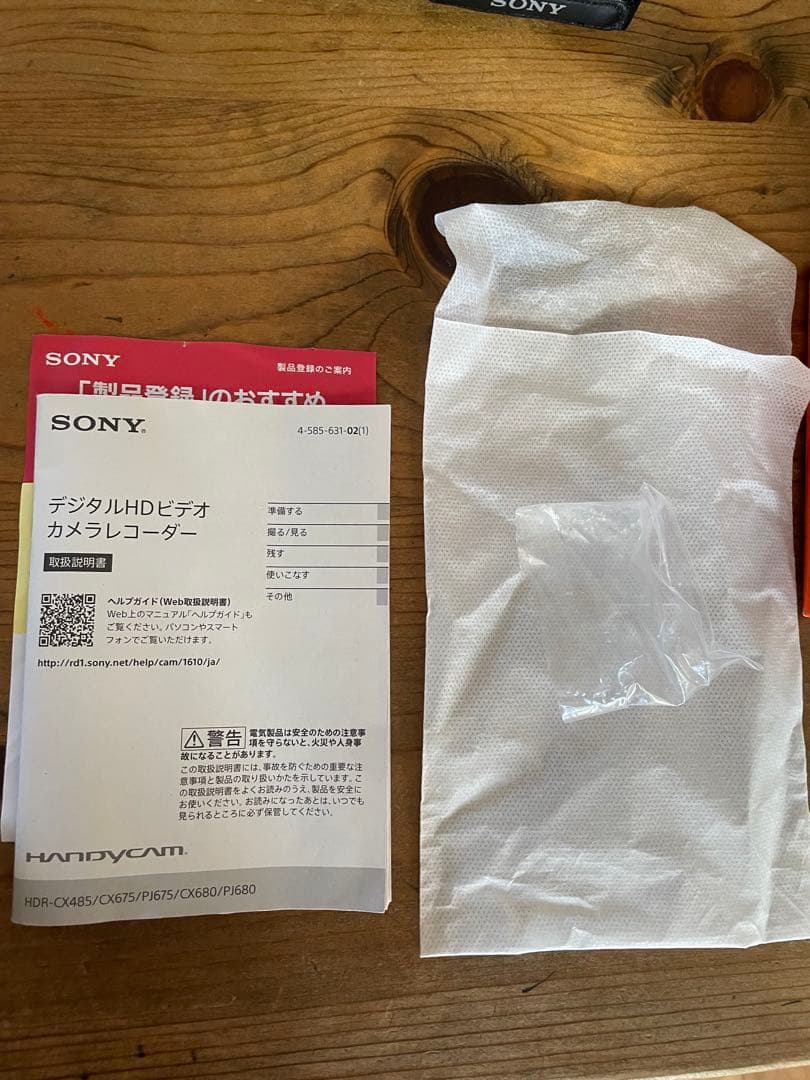 SONY
SONY
製品登録のご案内
「製品登録」のおすすめ
SONY®
4-585-631-02(1)
デジタルHDビデオ
カメラレコーダー
取扱説明書
準備する
撮る/見る
残す
使いこなす
その他
ヘルプガイド(Web取扱説明書)
Web上のマニュアル「ヘルプガイド」も
ご覧ください。パソコンやスマート
フォンでご覧いただけます。
http://rd1.sony.net/help/cam/1610/ja/
警告 電気製品は安全のための注意事
項を守らないと、火災や人身事
故になることがあります。
この取扱説明書には、事故を防ぐための重要な注
意事項と製品の取り扱いかたを示しています。こ
の取扱説明書をよくお読みのうえ、製品を安全に
お使いください。お読みになったあとは、いつでも
見られるところに必ず保管してください。
HANDYCAM®
HDR-CX485/CX675/PJ675/CX680/PJ680